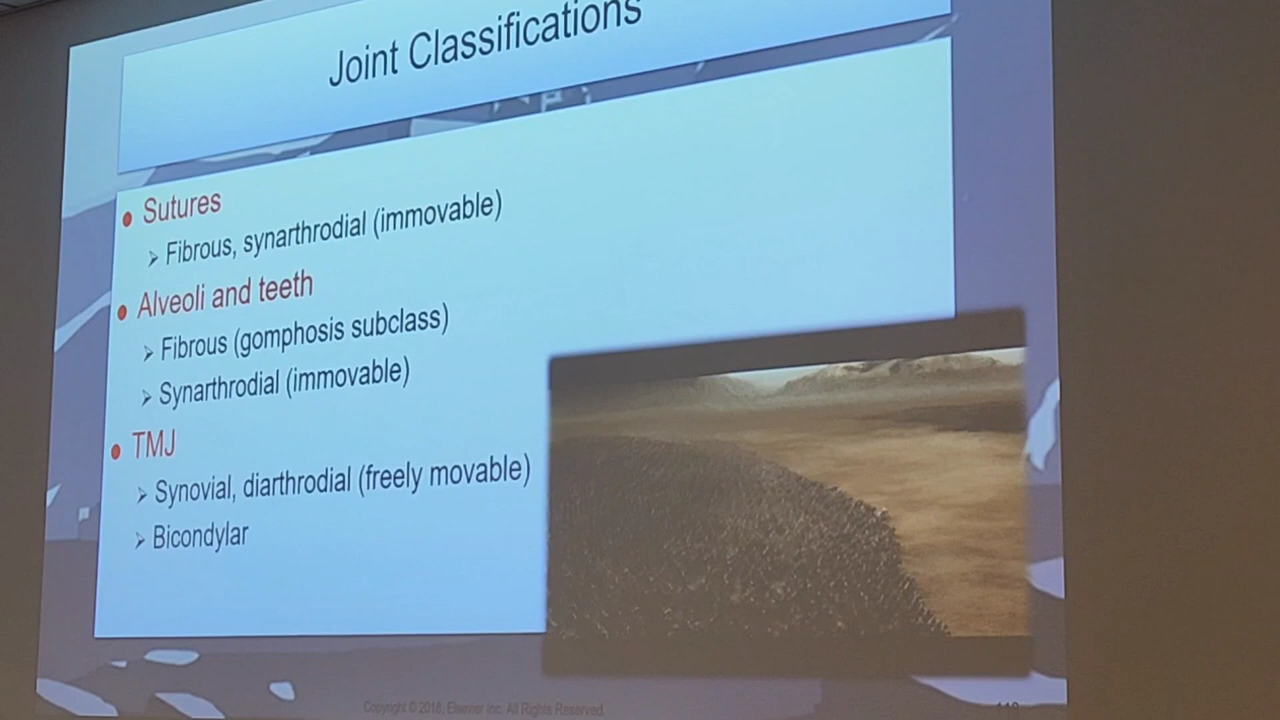 Joint Classifications
• Sutures
➢ Fibrous, synarthrodial (immovable)
• Alveoli and teeth
➢ Fibrous (gomphosis subclass)
➢ Synarthrodial (immovable)
• TMJ
➢ Synovial, diarthrodial (freely movable)
➢ Bicondylar
Copyright © 2018, Elsevier Inc. All Rights Reserved.